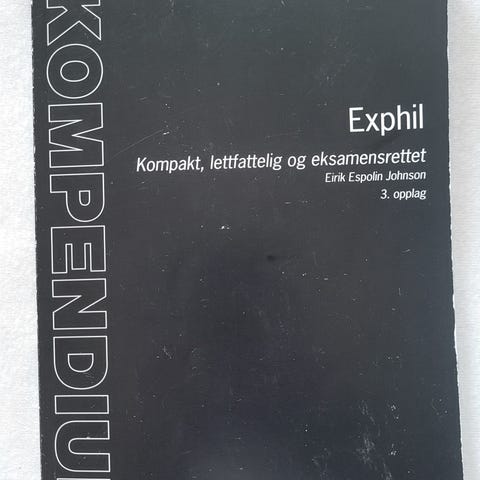 KOMPENDIU
Exphil
Kompakt, lettfattelig og eksamensrettet
Eirik Espolin Johnson
3. opplag